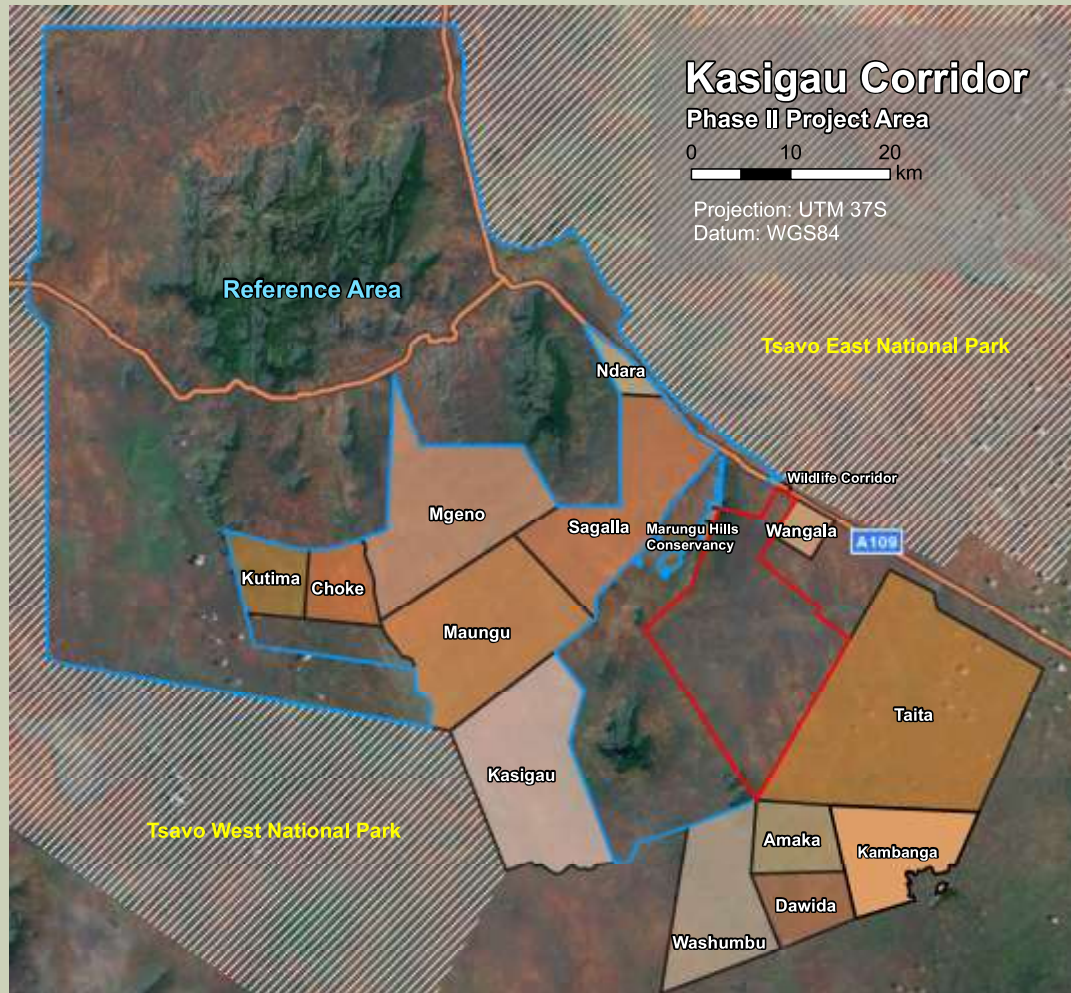 Kasigau Corridor
Phase II Project Area
0 10 20
km
Projection: UTM 37S
Datum: WGS84
Reference Area
Tsavo East National Park
Ndara
Wildlife Corridor
Mgeno
Sagalla
Marungu Hills
Conservancy
Wangala
A109
Kutima
Choke
Maungu
Taita
Kasigau
Tsavo West National Park
Amaka
Kambanga
Dawida
Washumbu